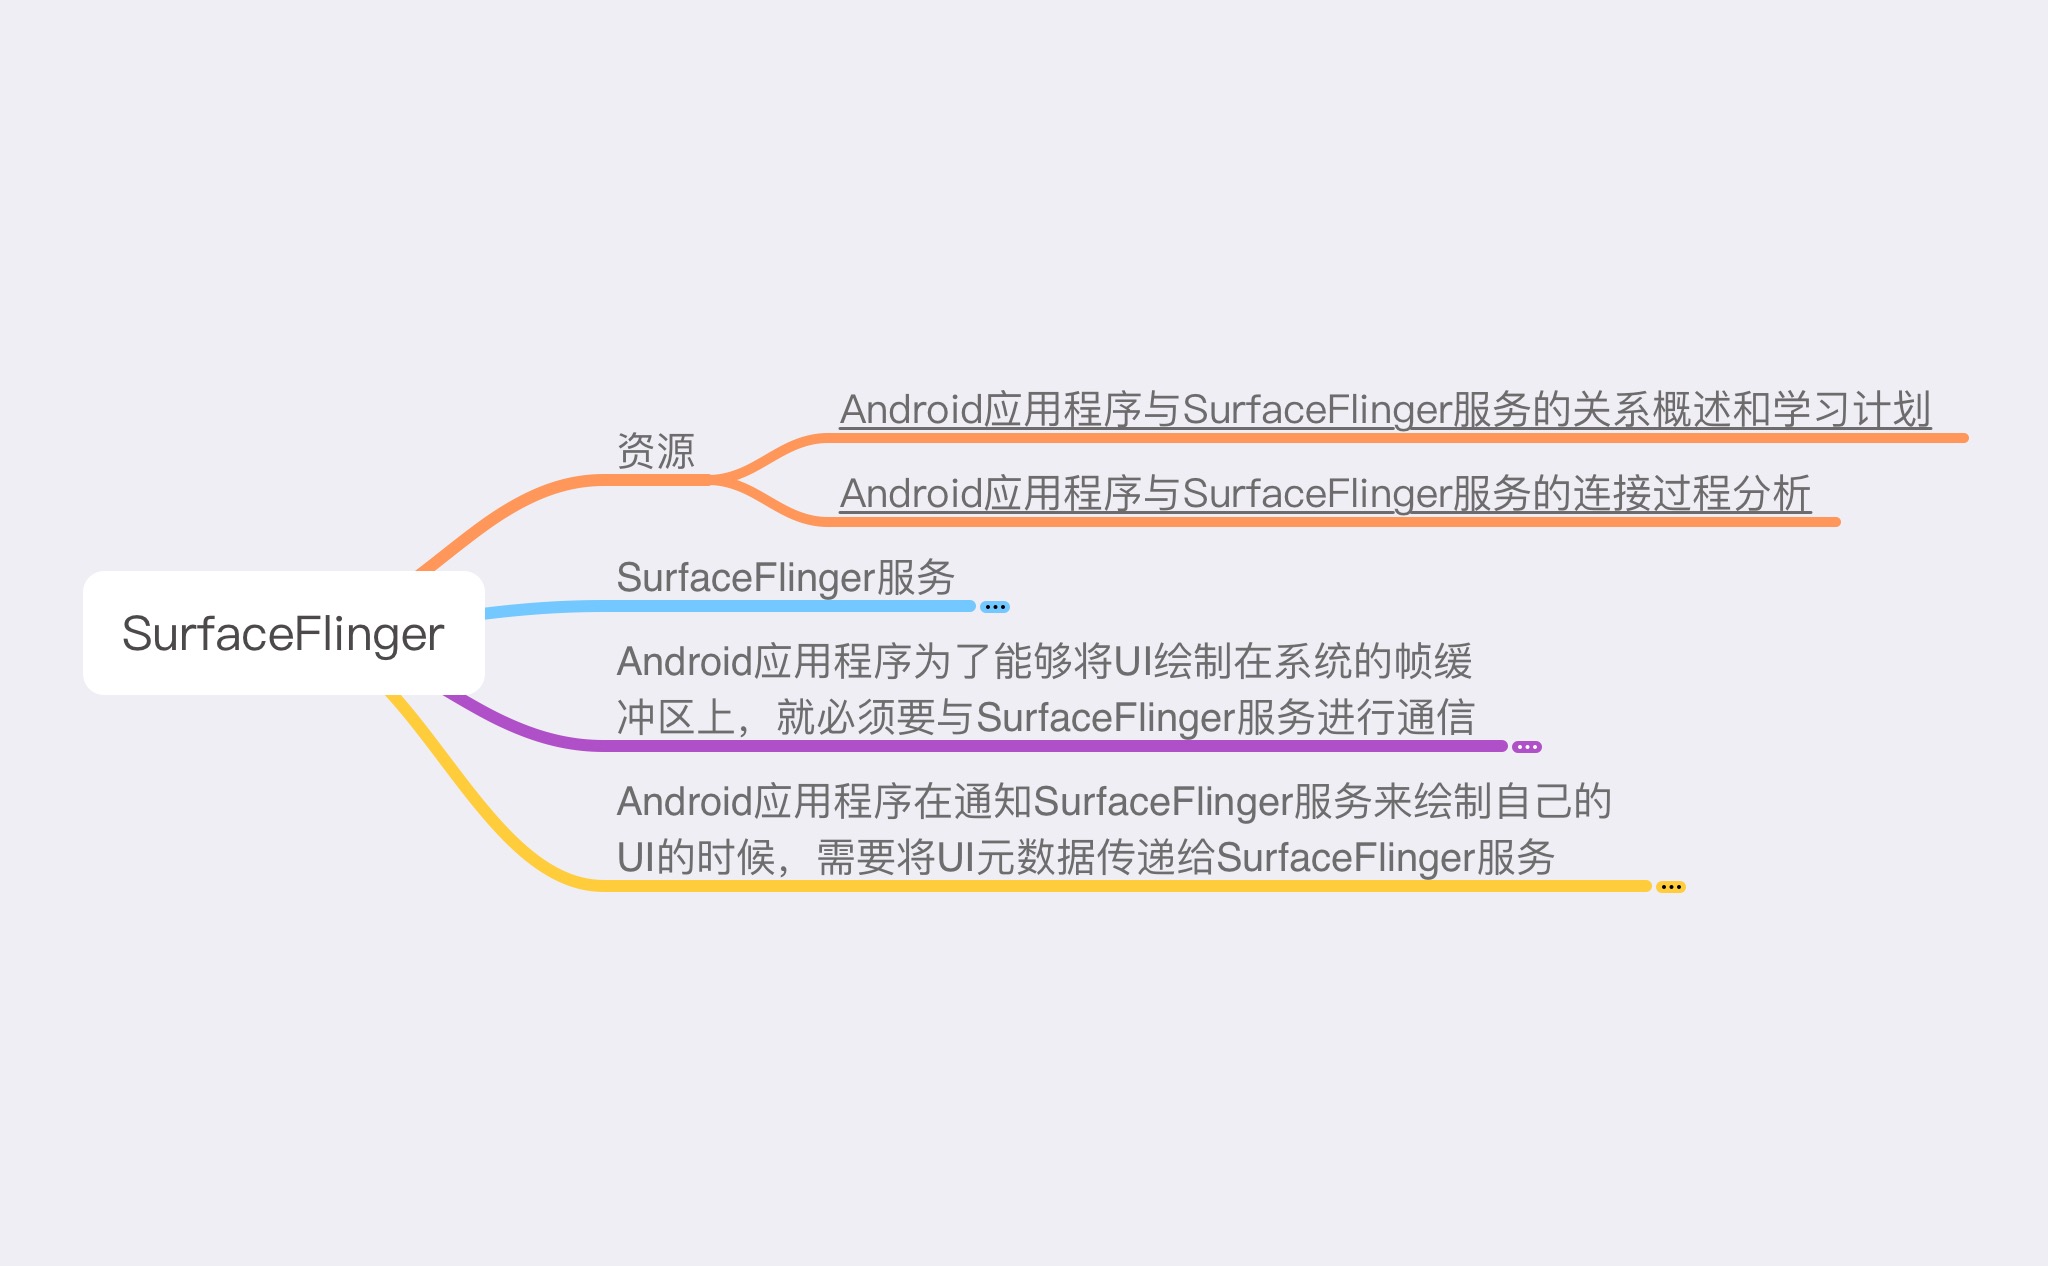 SurfaceFlinger
资源
Android应用程序与SurfaceFlinger服务的关系概述和学习计划
Android应用程序与SurfaceFlinger服务的连接过程分析
SurfaceFlinger服务
Android应用程序为了能够将UI绘制在系统的帧缓
冲区上，就必须要与SurfaceFlinger服务进行通信
Android应用程序在通知SurfaceFlinger服务来绘制自己的
UI的时候，需要将UI元数据传递给SurfaceFlinger服务